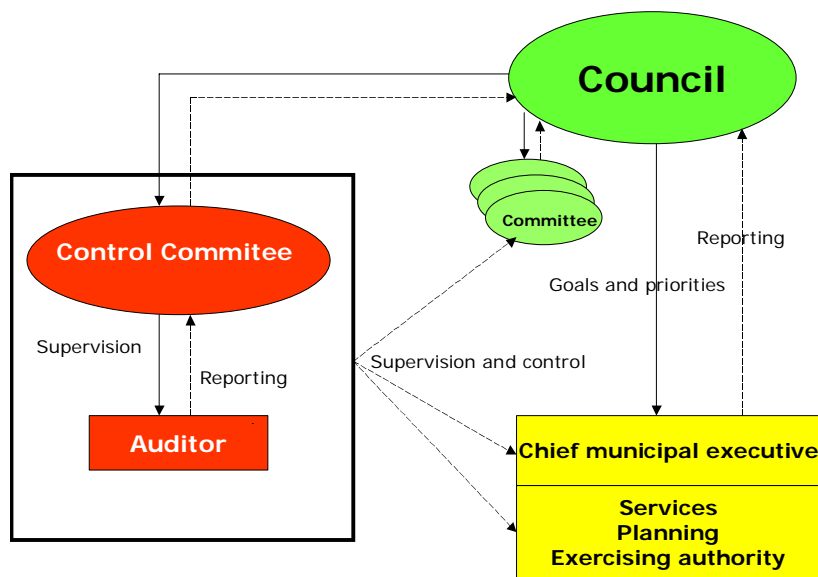 Council
Committee
Control Commitee
Reporting
Goals and priorities
Supervision
Supervision and control
Reporting
Auditor
Chief municipal executive
Services
Planning
Exercising authority